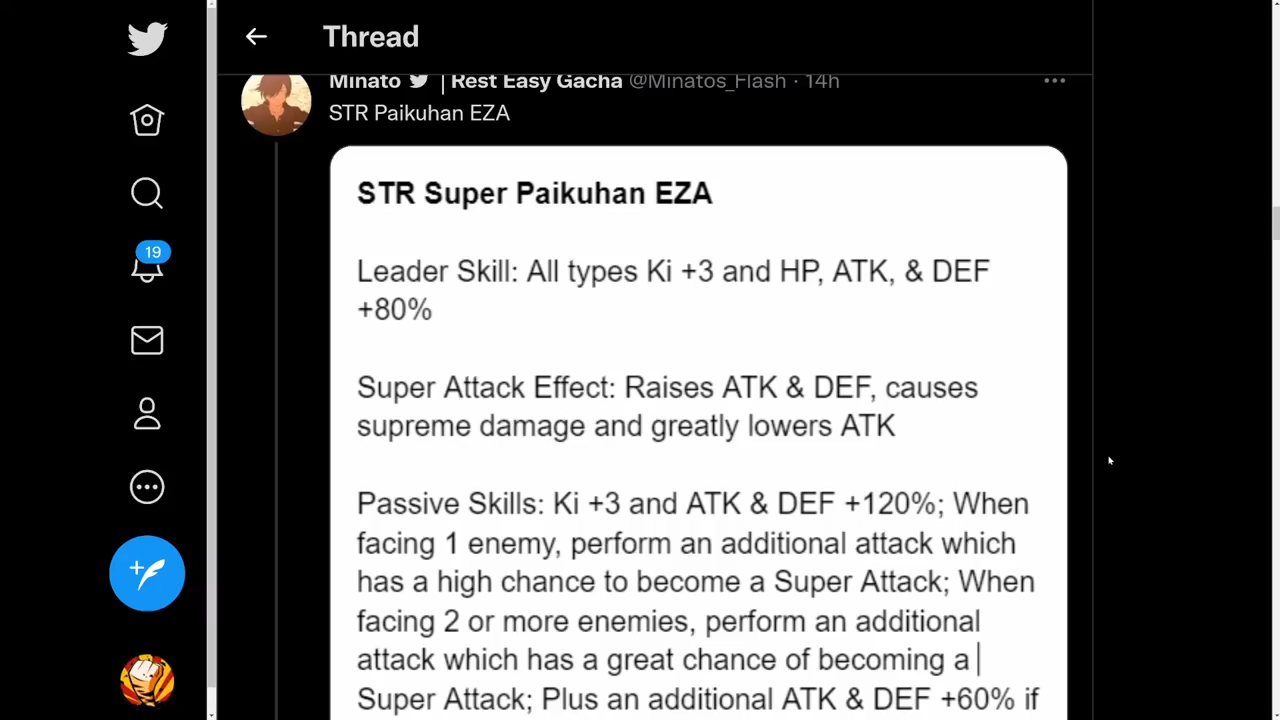 Thread
Minato | Rest Easy Gacha @Minatos_Flash · 14h
STR Paikuhan EZA
STR Super Paikuhan EZA
Leader Skill: All types Ki +3 and HP, ATK, & DEF
+80%
Super Attack Effect: Raises ATK & DEF, causes
supreme damage and greatly lowers ATK
Passive Skills: Ki +3 and ATK & DEF +120%; When
facing 1 enemy, perform an additional attack which
has a high chance to become a Super Attack; When
facing 2 or more enemies, perform an additional
attack which has a great chance of becoming a
Super Attack; Plus an additional ATK & DEF +60% if
19